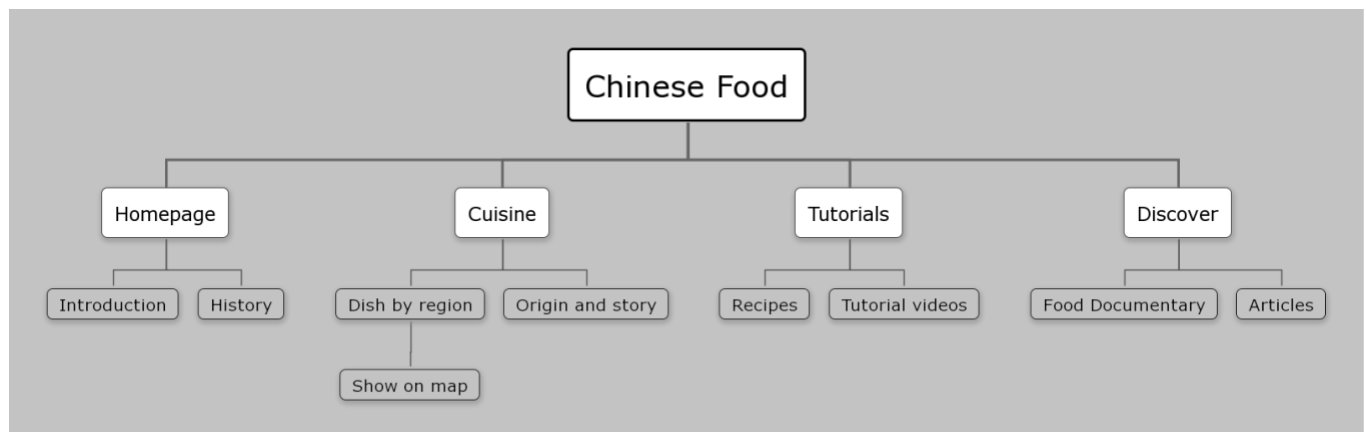 Chinese Food
Homepage
Cuisine
Tutorials
Discover
Introduction
History
Dish by region
Origin and story
Recipes
Tutorial videos
Food Documentary
Articles
Show on map